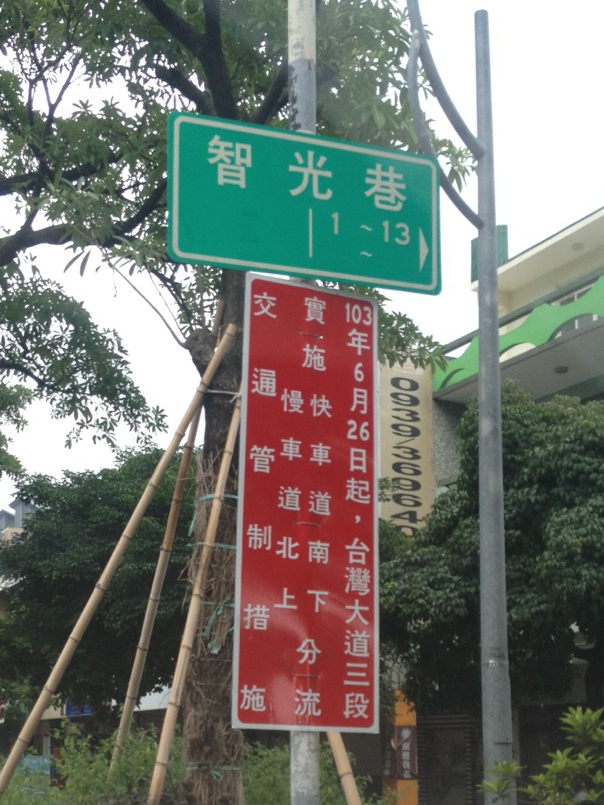 智光巷
1 ~ 13
~
103年6月26日起，台灣大道三段
實施快車道南下分流
慢車道北上
交通管制措施